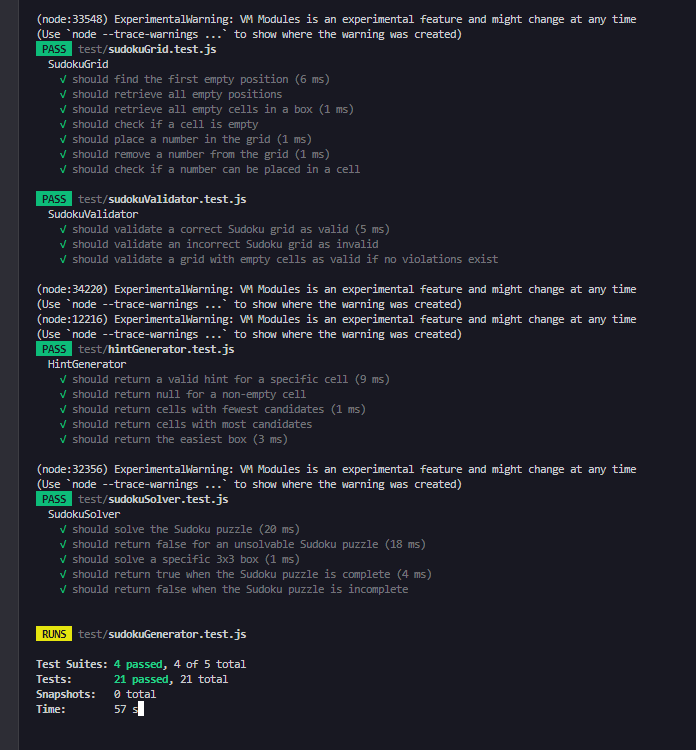 (node:33548) ExperimentalWarning: VM Modules is an experimental feature and might change at any time
(Use `node --trace-warnings ...` to show where the warning was created)
PASS test/sudokuGrid.test.js
SudokuGrid
√ should find the first empty position (6 ms)
√ should retrieve all empty positions
√ should retrieve all empty cells in a box (1 ms)
√ should check if a cell is empty
√ should place a number in the grid (1 ms)
√ should remove a number from the grid (1 ms)
√ should check if a number can be placed in a cell
PASS test/sudokuValidator.test.js
SudokuValidator
√ should validate a correct Sudoku grid as valid (5 ms)
√ should validate an incorrect Sudoku grid as invalid
√ should validate a grid with empty cells as valid if no violations exist
(node:34220) ExperimentalWarning: VM Modules is an experimental feature and might change at any time
(Use `node --trace-warnings ...` to show where the warning was created)
(node:12216) ExperimentalWarning: VM Modules is an experimental feature and might change at any time
(Use `node --trace-warnings ...` to show where the warning was created)
PASS test/hintGenerator.test.js
HintGenerator
√ should return a valid hint for a specific cell (9 ms)
√ should return null for a non-empty cell
√ should return cells with fewest candidates (1 ms)
√ should return cells with most candidates
√ should return the easiest box (3 ms)
(node:32356) ExperimentalWarning: VM Modules is an experimental feature and might change at any time
(Use `node --trace-warnings ...` to show where the warning was created)
PASS test/sudokuSolver.test.js
SudokuSolver
√ should solve the Sudoku puzzle (20 ms)
√ should return false for an unsolvable Sudoku puzzle (18 ms)
√ should solve a specific 3x3 box (1 ms)
√ should return true when the Sudoku puzzle is complete (4 ms)
√ should return false when the Sudoku puzzle is incomplete
RUNS test/sudokuGenerator.test.js
Test Suites: 4 passed, 4 of 5 total
Tests: 21 passed, 21 total
Snapshots: 0 total
Time: 57 s